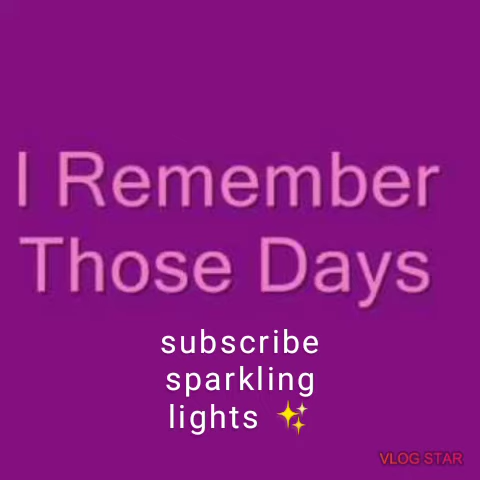 I Remember
Those Days
subscribe
sparkling
lights ✨
VLOG STAR